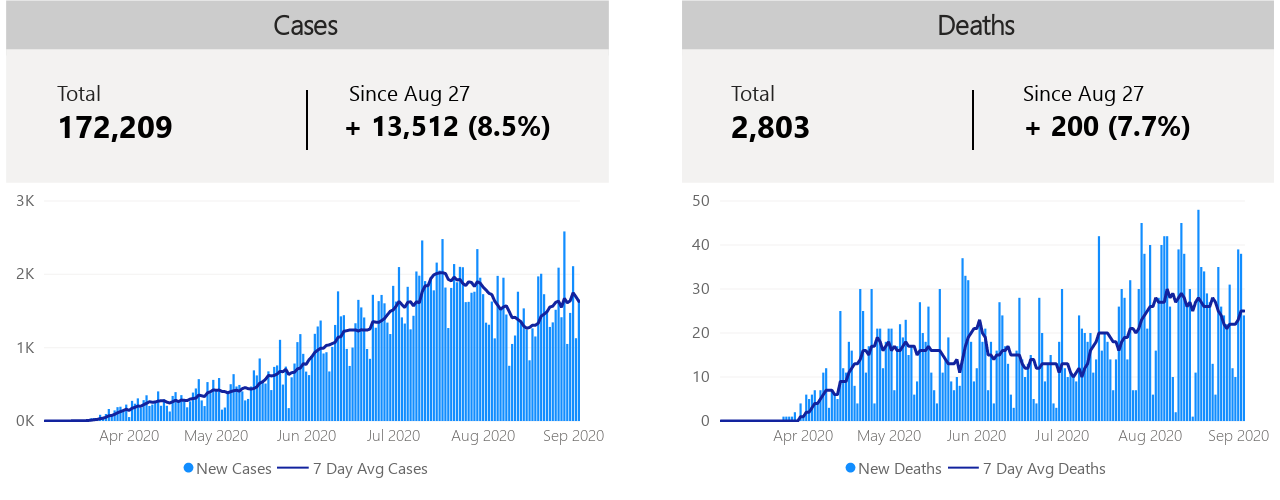 Cases
Total
172,209
Since Aug 27
+ 13,512 (8.5%)
3K
2K
1K
0K
Apr 2020 May 2020 Jun 2020 Jul 2020 Aug 2020 Sep 2020
New Cases 7 Day Avg Cases
Deaths
Total
2,803
Since Aug 27
+ 200 (7.7%)
50
40
30
20
10
0
Apr 2020 May 2020 Jun 2020 Jul 2020 Aug 2020 Sep 2020
New Deaths 7 Day Avg Deaths